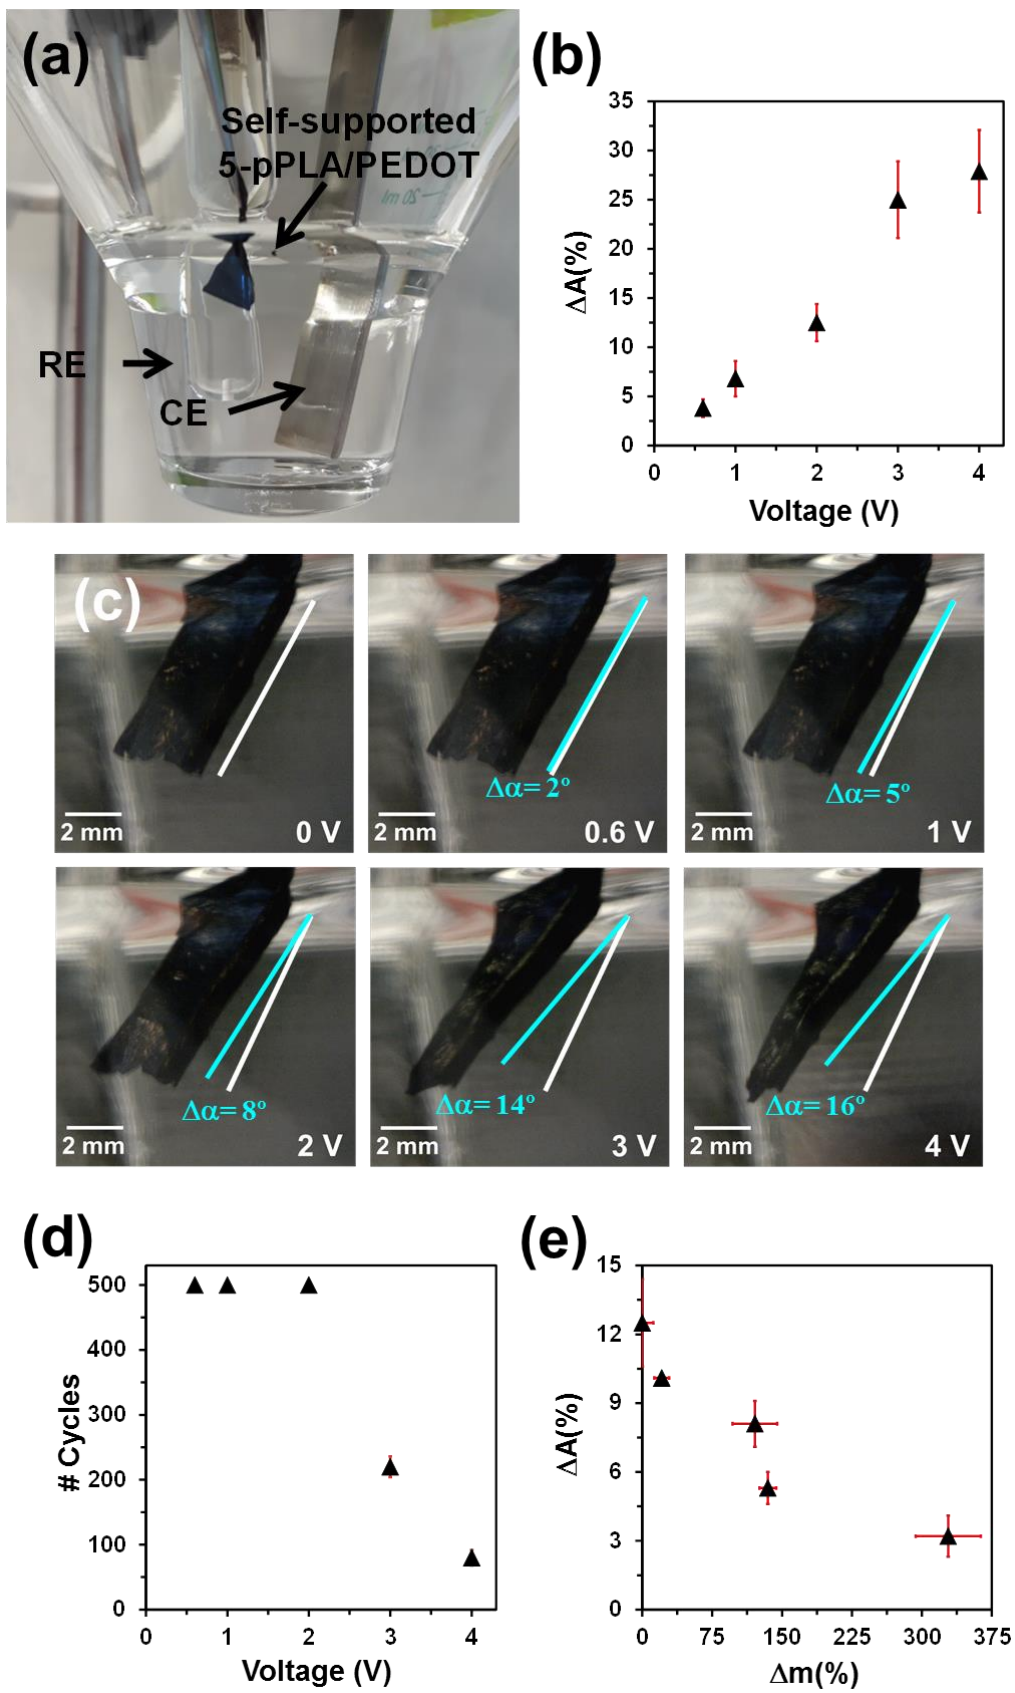 (a)
Self-supported
5-pPLA/PEDOT
RE
CE
(b)
ΔA(%)
35
30
25
20
15
10
5
0
0 1 2 3 4
Voltage (V)
(c)
2 mm
0 V
Δα= 2º
2 mm
0.6 V
Δα= 5º
2 mm
1 V
Δα= 8º
2 mm
2 V
Δα= 14º
2 mm
3 V
Δα= 16º
2 mm
4 V
(d)
# Cycles
500
400
300
200
100
0
0 1 2 3 4
Voltage (V)
(e)
ΔA(%)
15
12
9
6
3
0
0 75 150 225 300 375
Δm(%)